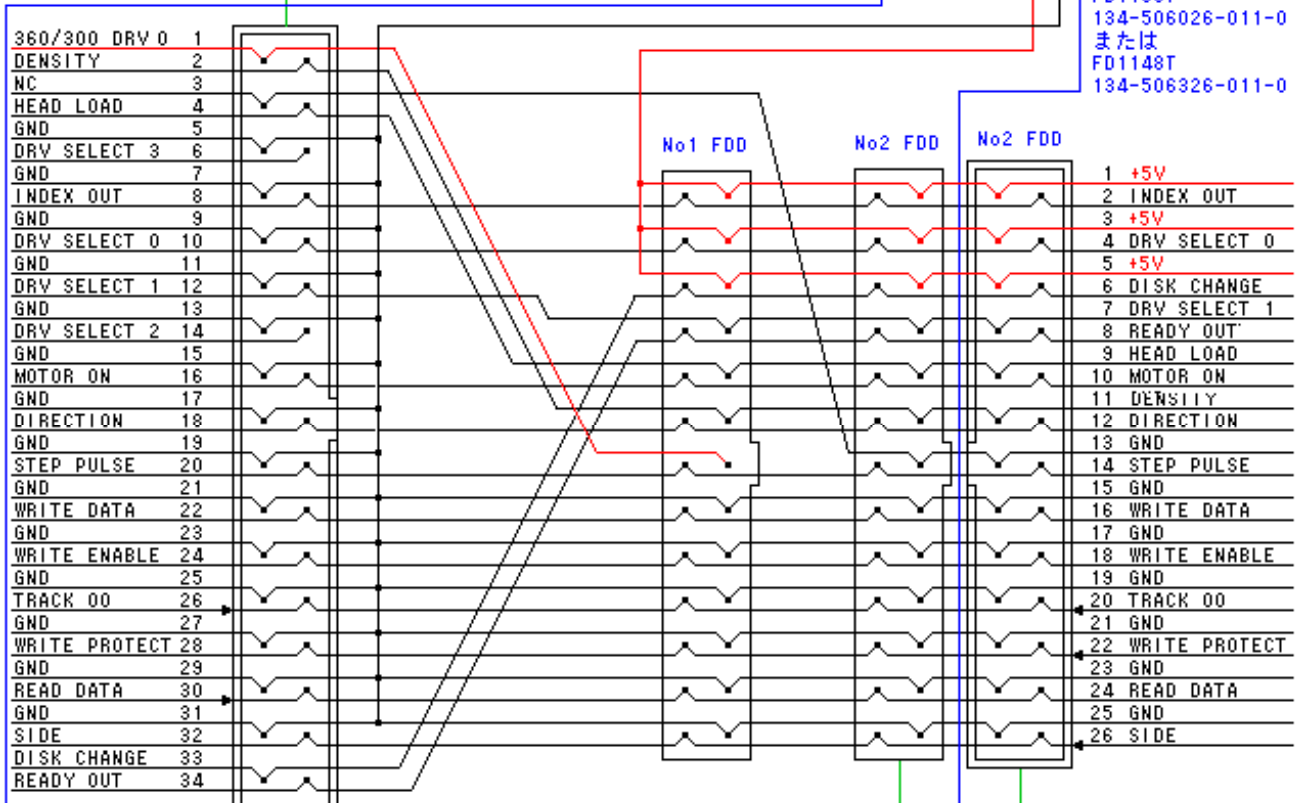 134-506026-011-0
または
FD1148T
134-506326-011-0
No1 FDD
No2 FDD
No2 FDD
360/300 DRV 0 1
DENSITY 2
NC 3
HEAD LOAD 4
GND 5
DRV SELECT 3 6
GND 7
INDEX OUT 8
GND 9
DRV SELECT 0 10
GND 11
DRV SELECT 1 12
GND 13
DRV SELECT 2 14
GND 15
MOTOR ON 16
GND 17
DIRECTION 18
GND 19
STEP PULSE 20
GND 21
WRITE DATA 22
GND 23
WRITE ENABLE 24
GND 25
TRACK 00 26
GND 27
WRITE PROTECT 28
GND 29
READ DATA 30
GND 31
SIDE 32
DISK CHANGE 33
READY OUT 34
1 +5V
2 INDEX OUT
3 +5V
4 DRV SELECT 0
5 +5V
6 DISK CHANGE
7 DRV SELECT 1
8 READY OUT
9 HEAD LOAD
10 MOTOR ON
11 DENSITY
12 DIRECTION
13 GND
14 STEP PULSE
15 GND
16 WRITE DATA
17 GND
18 WRITE ENABLE
19 GND
20 TRACK 00
21 GND
22 WRITE PROTECT
23 GND
24 READ DATA
25 GND
26 SIDE